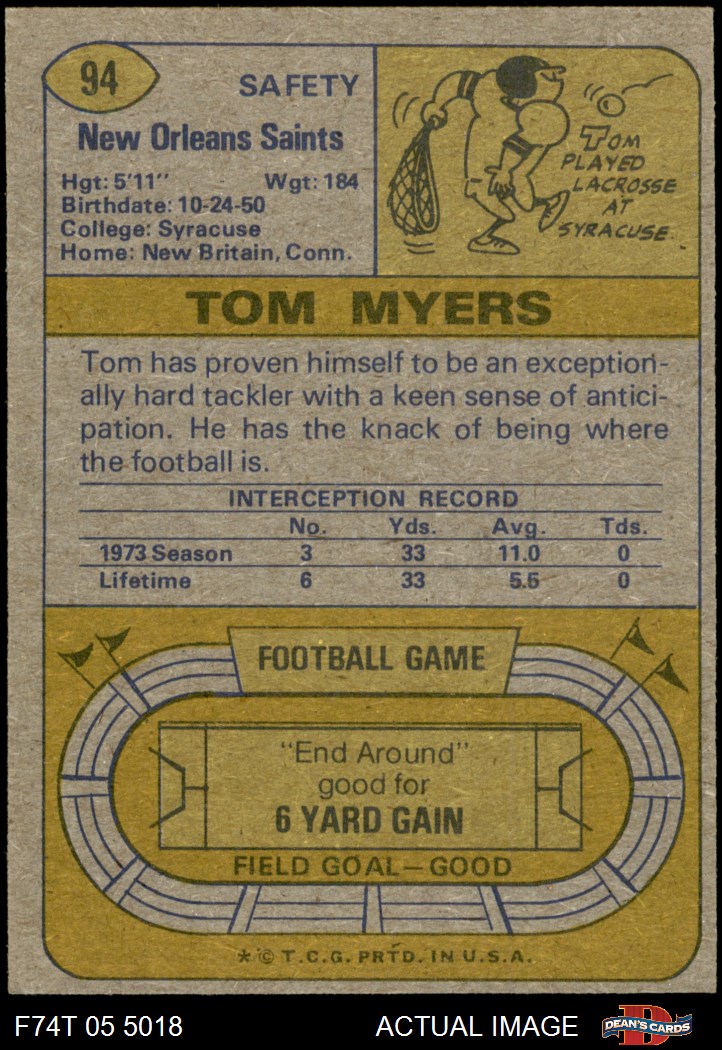 94
SAFETY
New Orleans Saints
Hgt: 5'11" Wgt: 184
Birthdate: 10-24-50
College: Syracuse
Home: New Britain, Conn.
TOM
PLAYED
LACROSSE
AT
SYRACUSE.
TOM MYERS
Tom has proven himself to be an exception-
ally hard tackler with a keen sense of antici-
pation. He has the knack of being where
the football is.
INTERCEPTION RECORD
No. Yds. Avg. Tds.
1973 Season 3 33 11.0 0
Lifetime 6 33 5.5 0
FOOTBALL GAME
"End Around"
good for
6 YARD GAIN
FIELD GOAL—GOOD
* © T.C.G. PRTD. IN U.S.A.
F74T 05 5018 ACTUAL IMAGE
D
DEAN'S CARDS